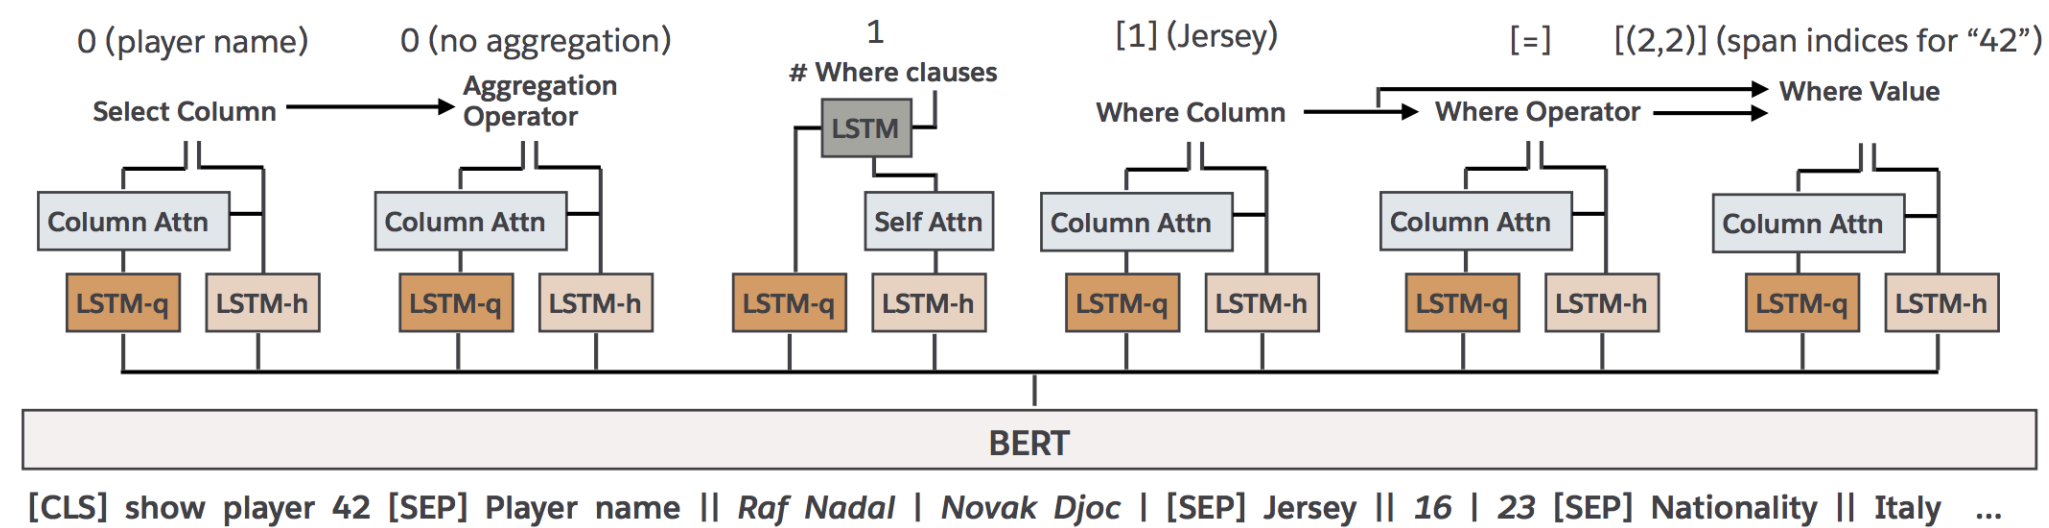 0 (player name) 0 (no aggregation) 1 [1] (Jersey) [=] [(2,2)] (span indices for “42”)
Select Column
Aggregation
Operator
# Where clauses
Where Column
Where Operator
Where Value
LSTM
Column Attn Column Attn Self Attn Column Attn Column Attn Column Attn
LSTM-q LSTM-h LSTM-q LSTM-h LSTM-q LSTM-h LSTM-q LSTM-h LSTM-q LSTM-h LSTM-q LSTM-h
BERT
[CLS] show player 42 [SEP] Player name || Raf Nadal | Novak Djoc | [SEP] Jersey || 16 | 23 [SEP] Nationality || Italy ...